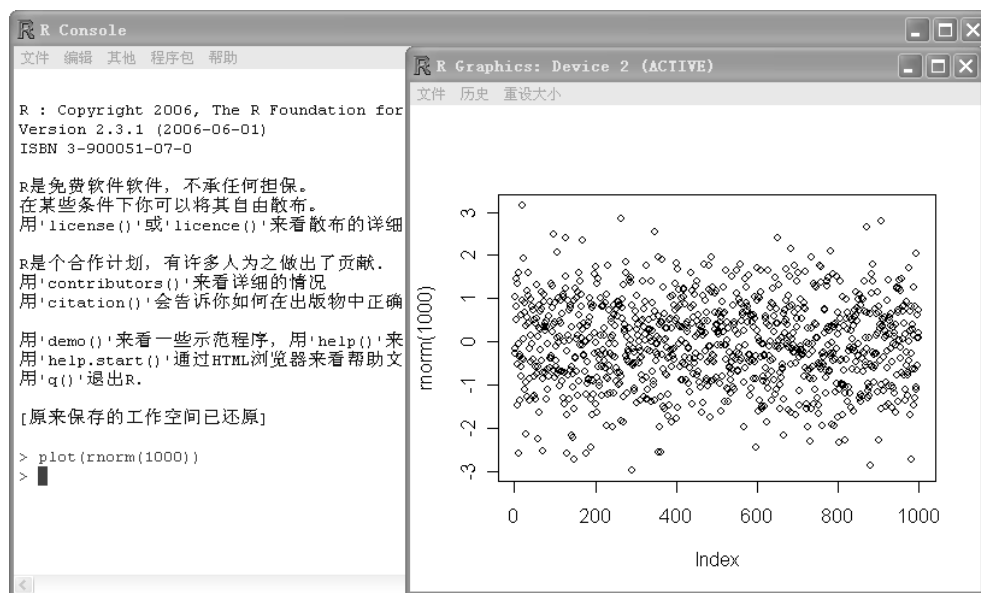 R Console
文件 编辑 其他 程序包 帮助
R : Copyright 2006, The R Foundation for
Version 2.3.1 (2006-06-01)
ISBN 3-900051-07-0
R是免费软件软件，不承任何担保。
在某些条件下你可以将其自由散布。
用'license()'或'licence()'来看散布的详细
R是个合作计划，有许多人为之做出了贡献.
用'contributors()'来看详细的情况
用'citation()'会告诉你如何在出版物中正确
用'demo()'来看一些示范程序，用'help()'来
用'help.start()'通过HTML浏览器来看帮助文
用'q()'退出R.
[原来保存的工作空间已还原]
> plot(rnorm(1000))
>
R Graphics: Device 2 (ACTIVE)
文件 历史 重设大小
rnorm(1000)
3
2
1
0
-1
-2
-3
0 200 400 600 800 1000
Index